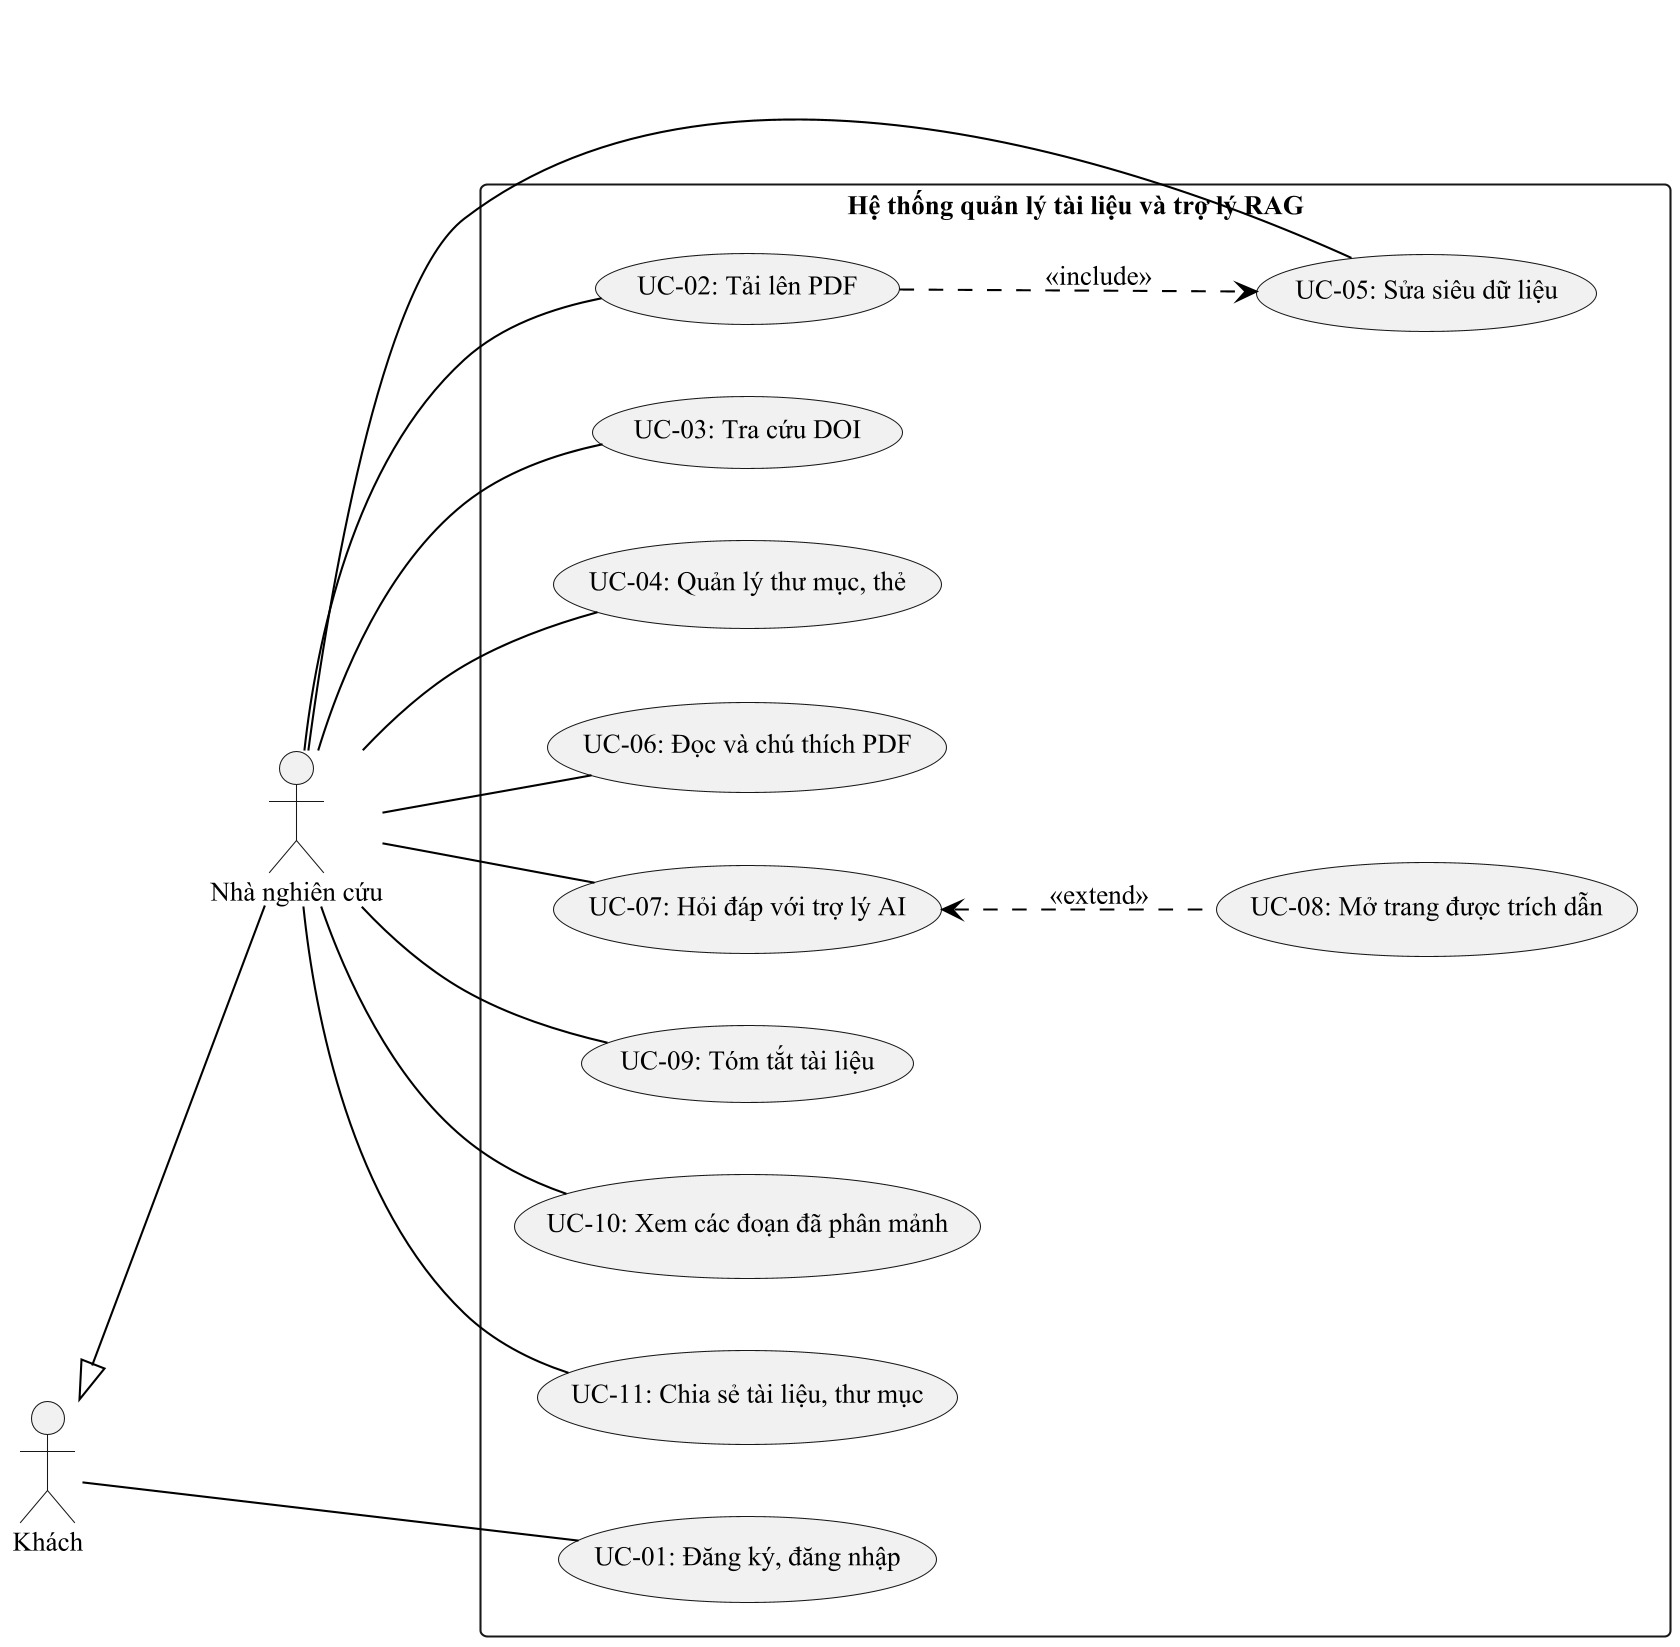 Hệ thống quản lý tài liệu và trợ lý RAG
UC-02: Tải lên PDF
«include»
UC-05: Sửa siêu dữ liệu
UC-03: Tra cứu DOI
UC-04: Quản lý thư mục, thẻ
UC-06: Đọc và chú thích PDF
Nhà nghiên cứu
UC-07: Hỏi đáp với trợ lý AI
«extend»
UC-08: Mở trang được trích dẫn
UC-09: Tóm tắt tài liệu
UC-10: Xem các đoạn đã phân mảnh
UC-11: Chia sẻ tài liệu, thư mục
Khách
UC-01: Đăng ký, đăng nhập